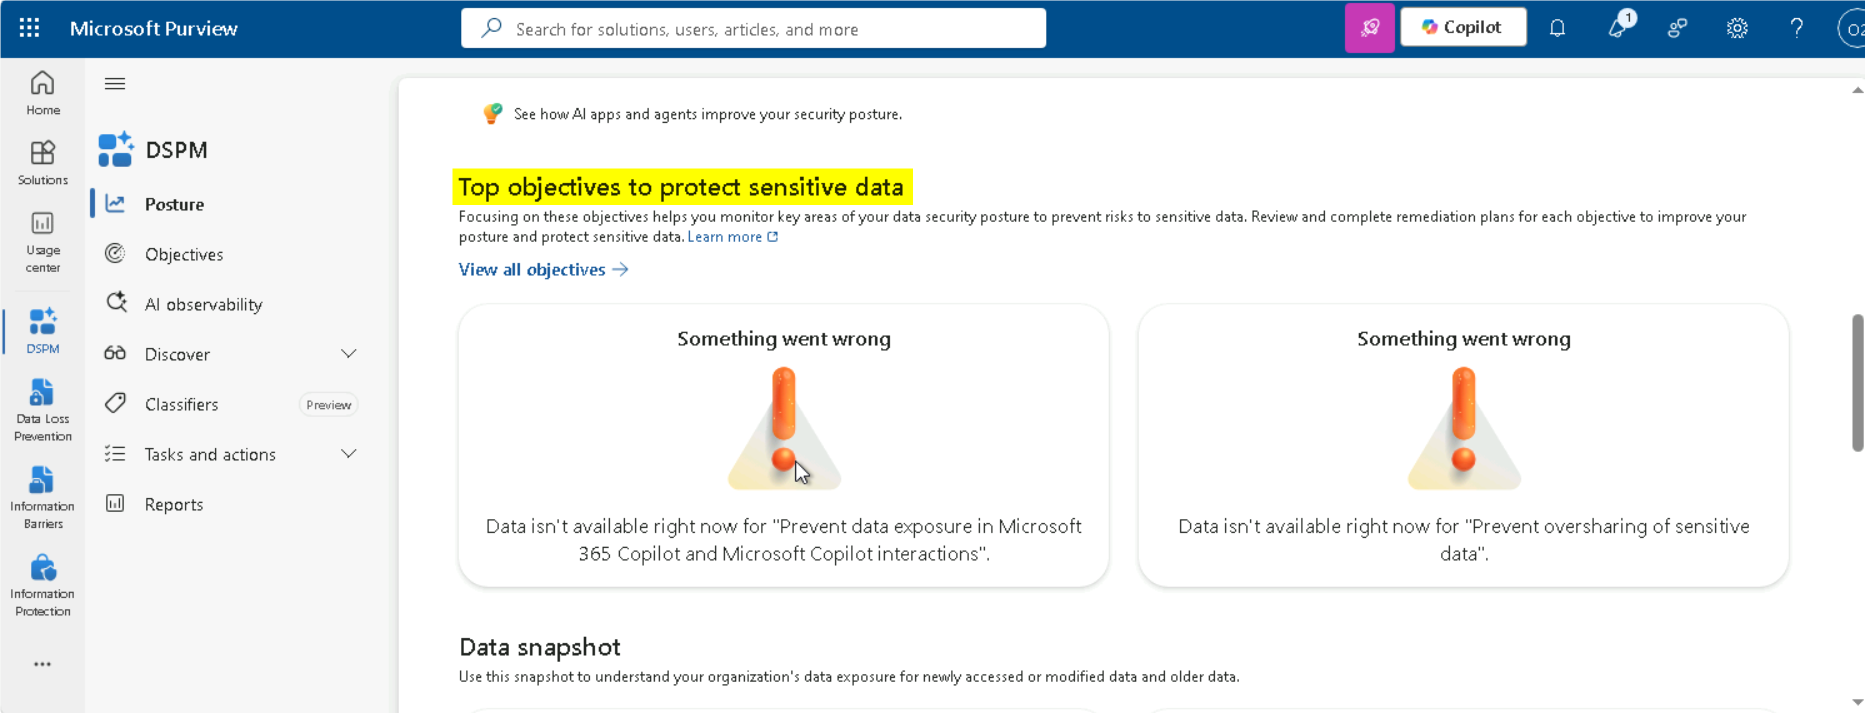 Microsoft Purview
Search for solutions, users, articles, and more
Copilot
1
Home
Solutions
Usage
center
DSPM
Data Loss
Prevention
Information
Barriers
Information
Protection
DSPM
Posture
Objectives
AI observability
Discover
Classifiers
Preview
Tasks and actions
Reports
See how AI apps and agents improve your security posture.
Top objectives to protect sensitive data
Focusing on these objectives helps you monitor key areas of your data security posture to prevent risks to sensitive data. Review and complete remediation plans for each objective to improve your
posture and protect sensitive data. Learn more
View all objectives
Something went wrong
Data isn't available right now for "Prevent data exposure in Microsoft
365 Copilot and Microsoft Copilot interactions".
Something went wrong
Data isn't available right now for "Prevent oversharing of sensitive
data".
Data snapshot
Use this snapshot to understand your organization's data exposure for newly accessed or modified data and older data.